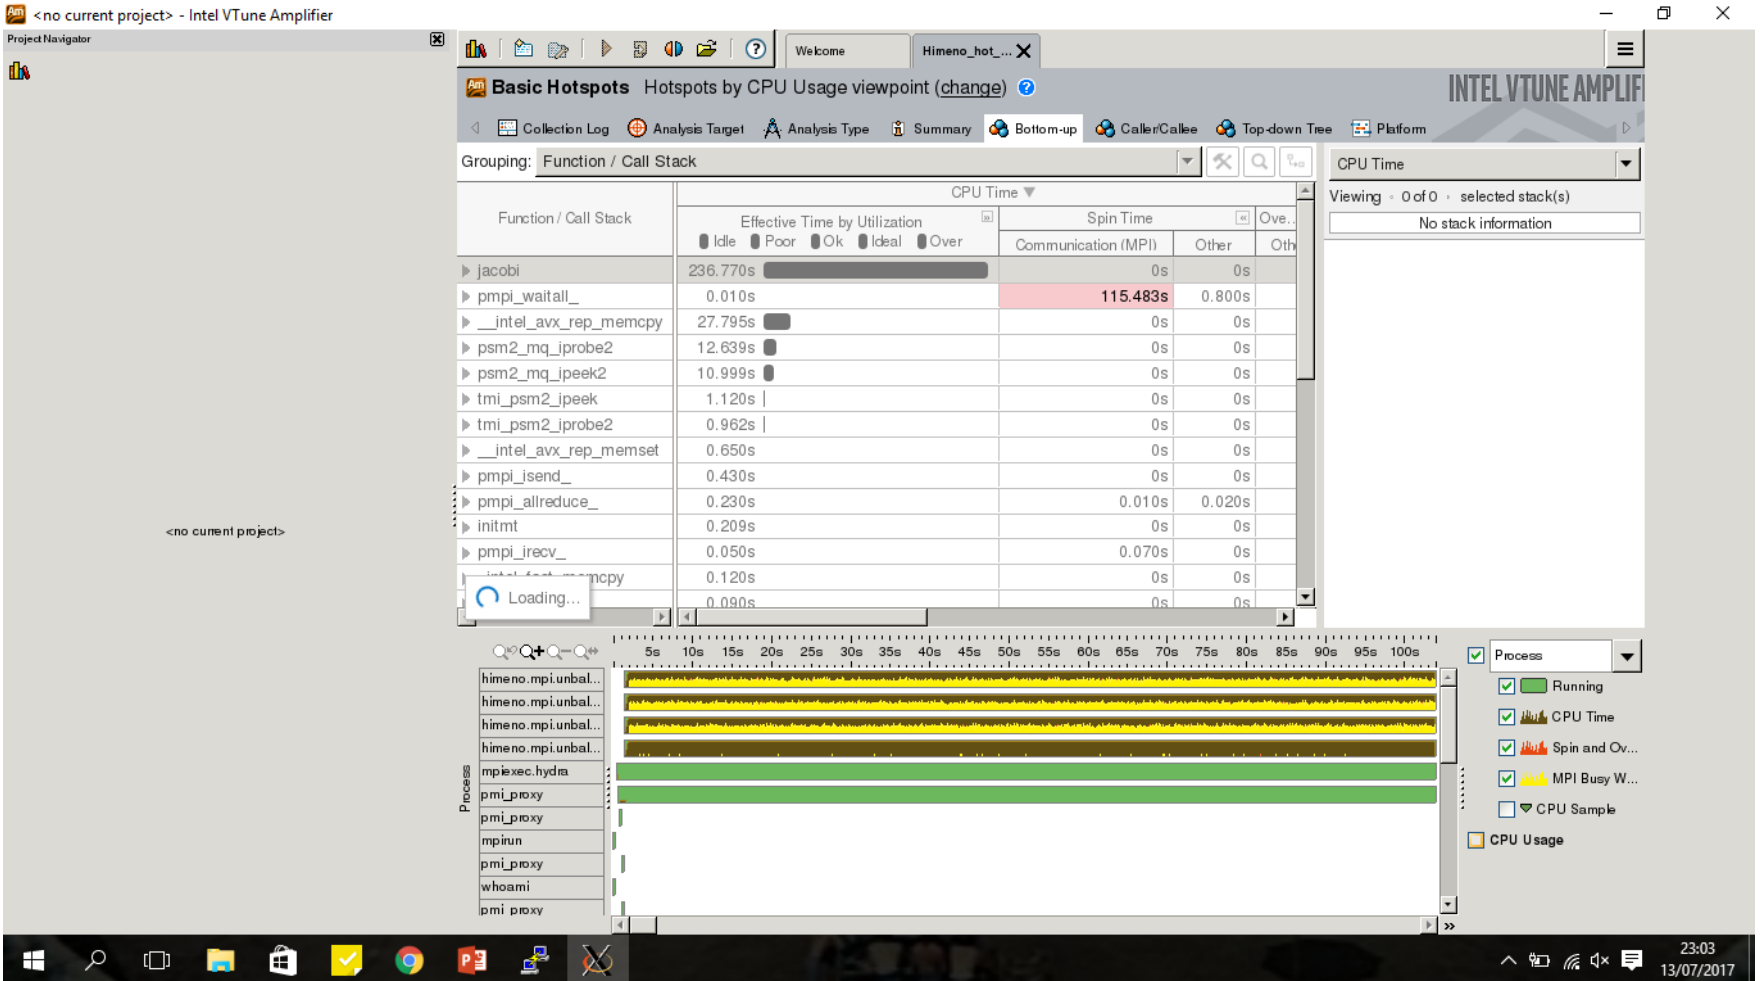 <no current project> - Intel VTune Amplifier
Project Navigator
<no current project>
Welcome
Himeno_hot_...
Basic Hotspots Hotspots by CPU Usage viewpoint (change)
INTEL VTUNE AMPLIFI
Collection Log Analysis Target Analysis Type Summary Bottom-up Caller/Callee Top-down Tree Platform
Grouping: Function / Call Stack
Function / Call Stack
CPU Time
Effective Time by Utilization
Idle Poor Ok Ideal Over
Spin Time
Communication (MPI) Other
Ove..
Oth
jacobi 236.770s 0s 0s
pmpi_waitall_ 0.010s 115.483s 0.800s
__intel_avx_rep_memcpy 27.795s 0s 0s
psm2_mq_iprobe2 12.639s 0s 0s
psm2_mq_ipeek2 10.999s 0s 0s
tmi_psm2_ipeek 1.120s 0s 0s
tmi_psm2_iprobe2 0.962s 0s 0s
__intel_avx_rep_memset 0.650s 0s 0s
pmpi_isend_ 0.430s 0s 0s
pmpi_allreduce_ 0.230s 0.010s 0.020s
initmt 0.209s 0s 0s
pmpi_irecv_ 0.050s 0.070s 0s
_intel_fast_memcpy 0.120s 0s 0s
0.090s 0s 0s
Loading...
CPU Time
Viewing 0 of 0 selected stack(s)
No stack information
5s 10s 15s 20s 25s 30s 35s 40s 45s 50s 55s 60s 65s 70s 75s 80s 85s 90s 95s 100s
Process
himeno.mpi.unbal...
himeno.mpi.unbal...
himeno.mpi.unbal...
himeno.mpi.unbal...
mpiexec.hydra
pmi_proxy
pmi_proxy
mpirun
pmi_proxy
whoami
pmi_proxy
Process
Running
CPU Time
Spin and Ov...
MPI Busy W...
CPU Sample
CPU Usage
23:03
13/07/2017